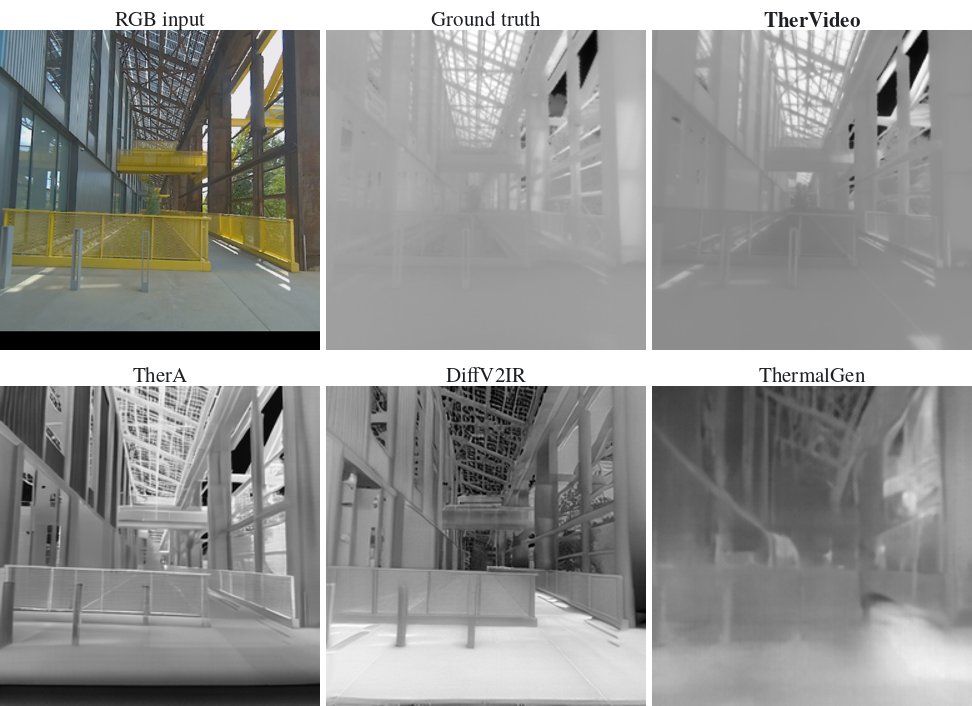 RGB input
Ground truth
TherVideo
TherA
DiffV2IR
ThermalGen